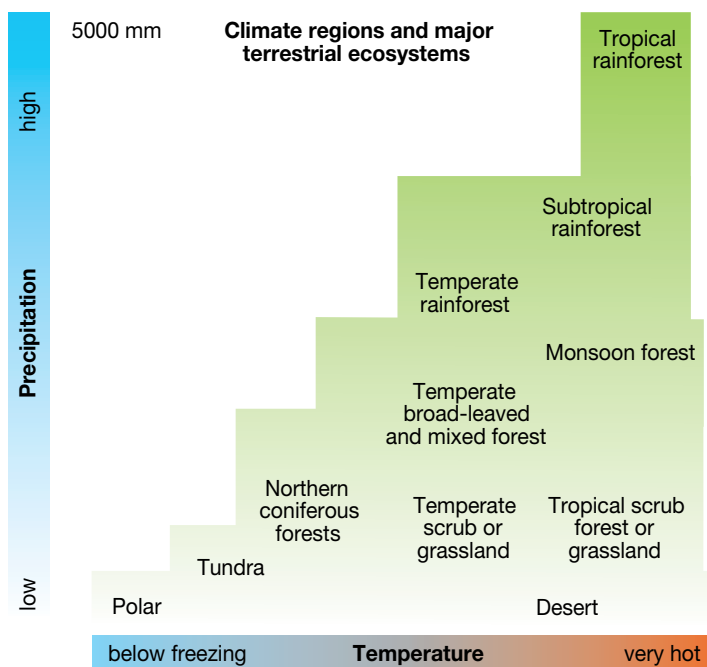 5000 mm
Climate regions and major
terrestrial ecosystems
Tropical
rainforest
high
Subtropical
rainforest
Temperate
rainforest
Precipitation
Monsoon forest
Temperate
broad-leaved
and mixed forest
Northern
coniferous
forests
Temperate
scrub or
grassland
Tropical scrub
forest or
grassland
Tundra
low
Polar
Desert
below freezing
Temperature
very hot